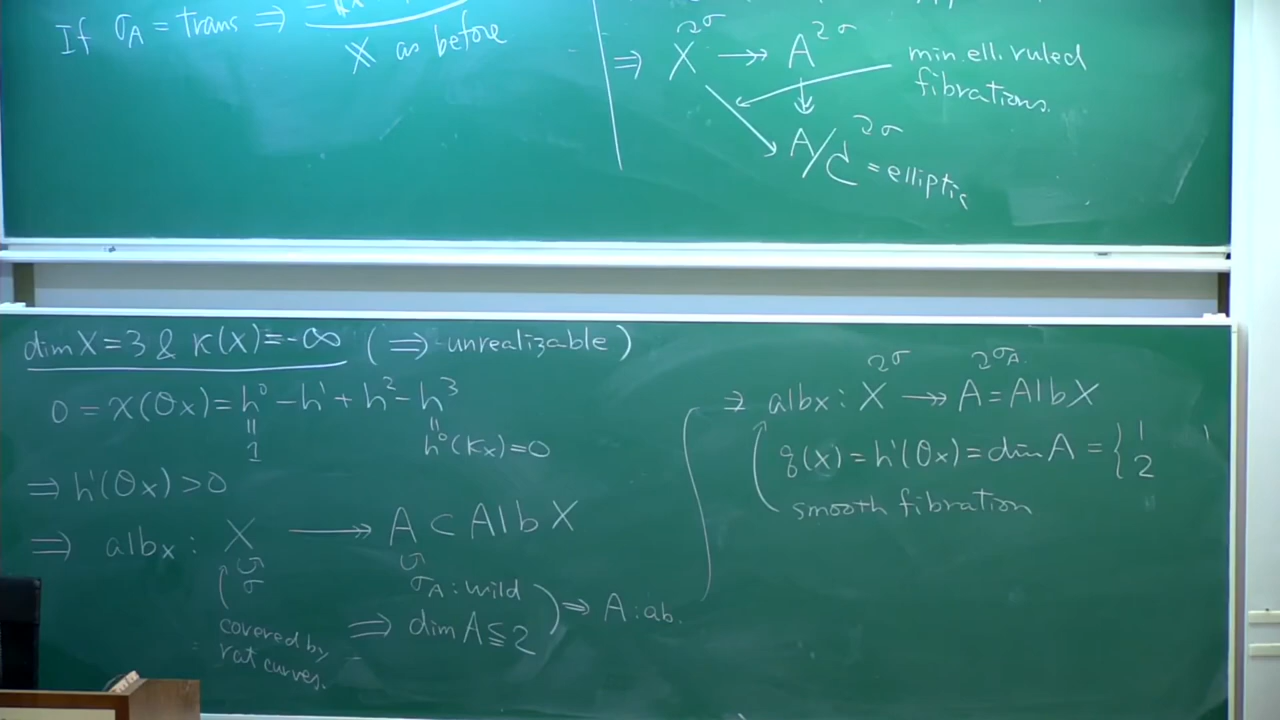 If σ_A = trans ⇒
X as before
⇒ X^{↻σ} ↠ A^{↻σ}
min. ell. ruled
fibrations.
A/C^{↻σ} = elliptic
dim X = 3 & κ(X) = -∞ (⇒ unrealizable)
0 = χ(O_X) = h⁰ - h¹ + h² - h³
1
h⁰(K_X) = 0
⇒ h¹(O_X) > 0
⇒ alb_X : X → A ⊂ Alb X
σ
σ_A : wild
⇒ dim A ≦ 2
⇒ A : ab.
covered by
rat curves.
⇒ alb_X : X^{↻σ} ↠ A^{↻σ_A} = Alb X
q(X) = h¹(O_X) = dim A = { 1
2
smooth fibration